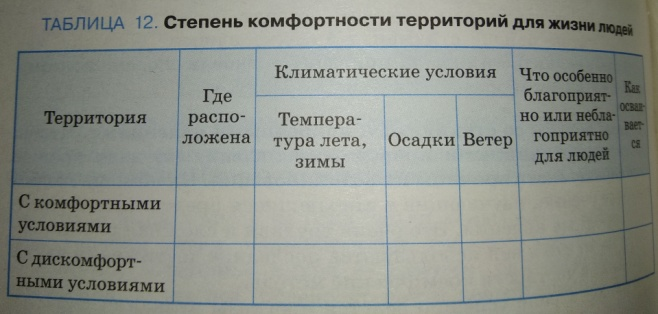 ТАБЛИЦА 12. Степень комфортности территорий для жизни людей
Территория
Где
распо-
ложена
Климатические условия
Темпера-
тура лета,
зимы
Осадки
Ветер
Что особенно
благоприят-
но или небла-
гоприятно
для людей
Как
осваи-
вает-
ся
С комфортными
условиями
С дискомфорт-
ными условиями